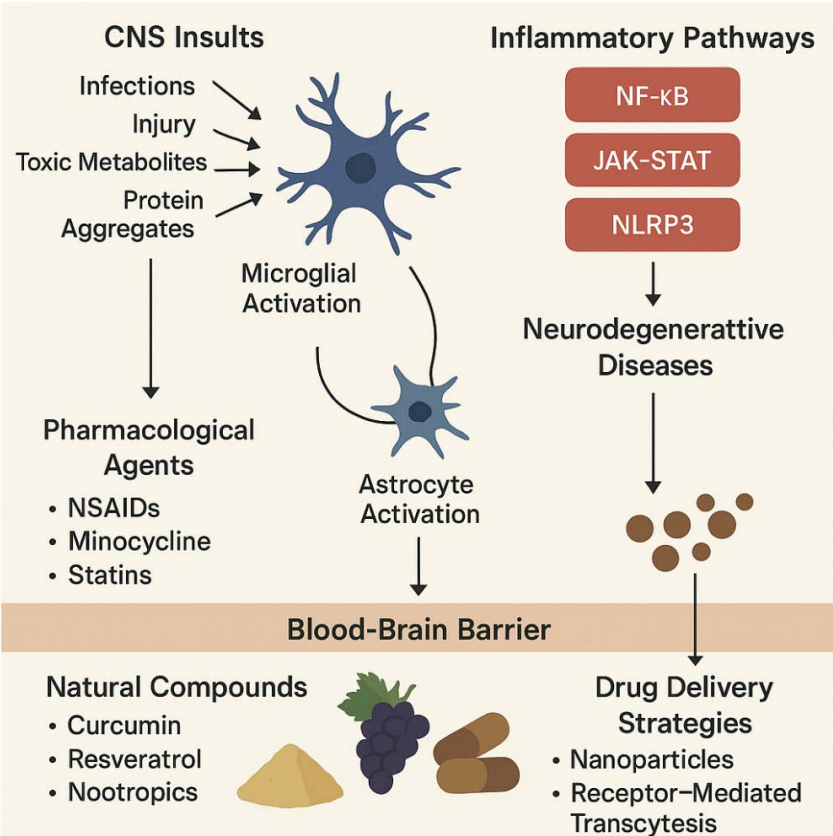 CNS Insults
Infections
Injury
Toxic Metabolites
Protein
Aggregates
Microglial
Activation
Astrocyte
Activation
Inflammatory Pathways
NF-κB
JAK-STAT
NLRP3
Neurodegenerattive
Diseases
Pharmacological
Agents
• NSAIDs
• Minocycline
• Statins
Blood-Brain Barrier
Natural Compounds
• Curcumin
• Resveratrol
• Nootropics
Drug Delivery
Strategies
• Nanoparticles
• Receptor–Mediated
Transcytesis